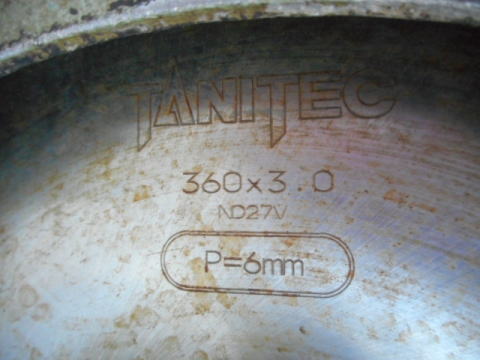 TANITEC
360×3.0
ND27V
P=6mm